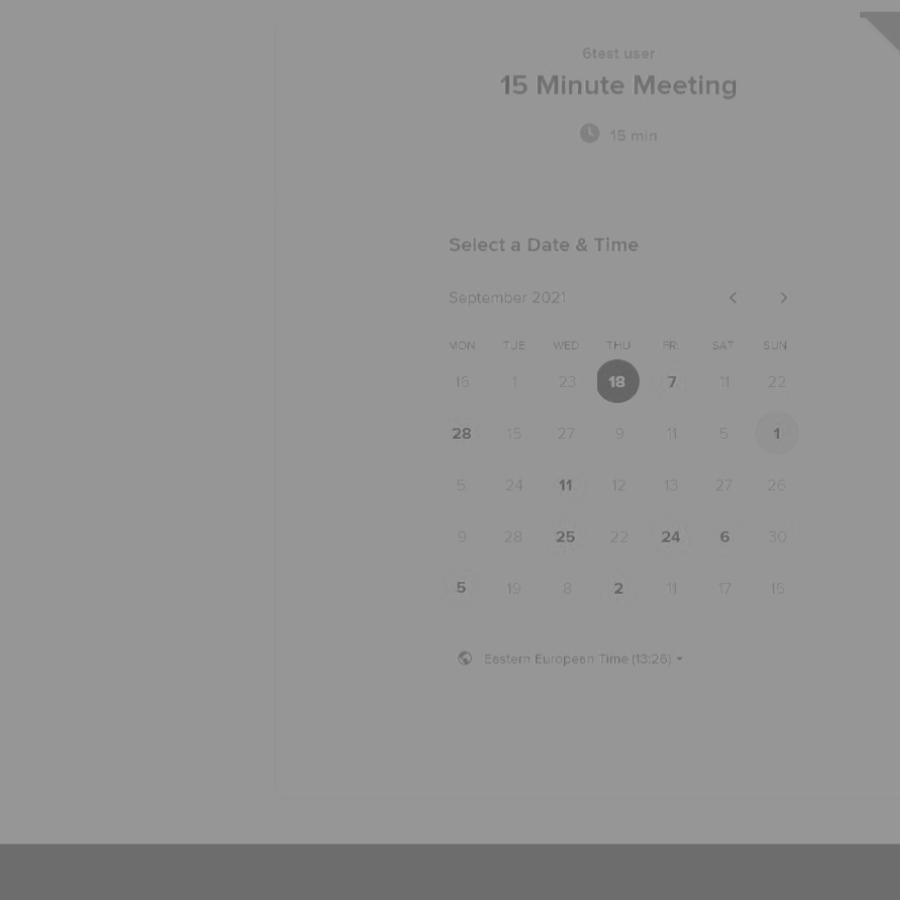 6test user
15 Minute Meeting
15 min
Select a Date & Time
September 2021
MON TUE WED THU FRI SAT SUN
16 1 23 18 7 11 22
28 15 27 9 11 5 1
5 24 11 12 13 27 26
9 28 25 22 24 6 30
5 19 8 2 11 17 16
Eastern European Time (13:26)